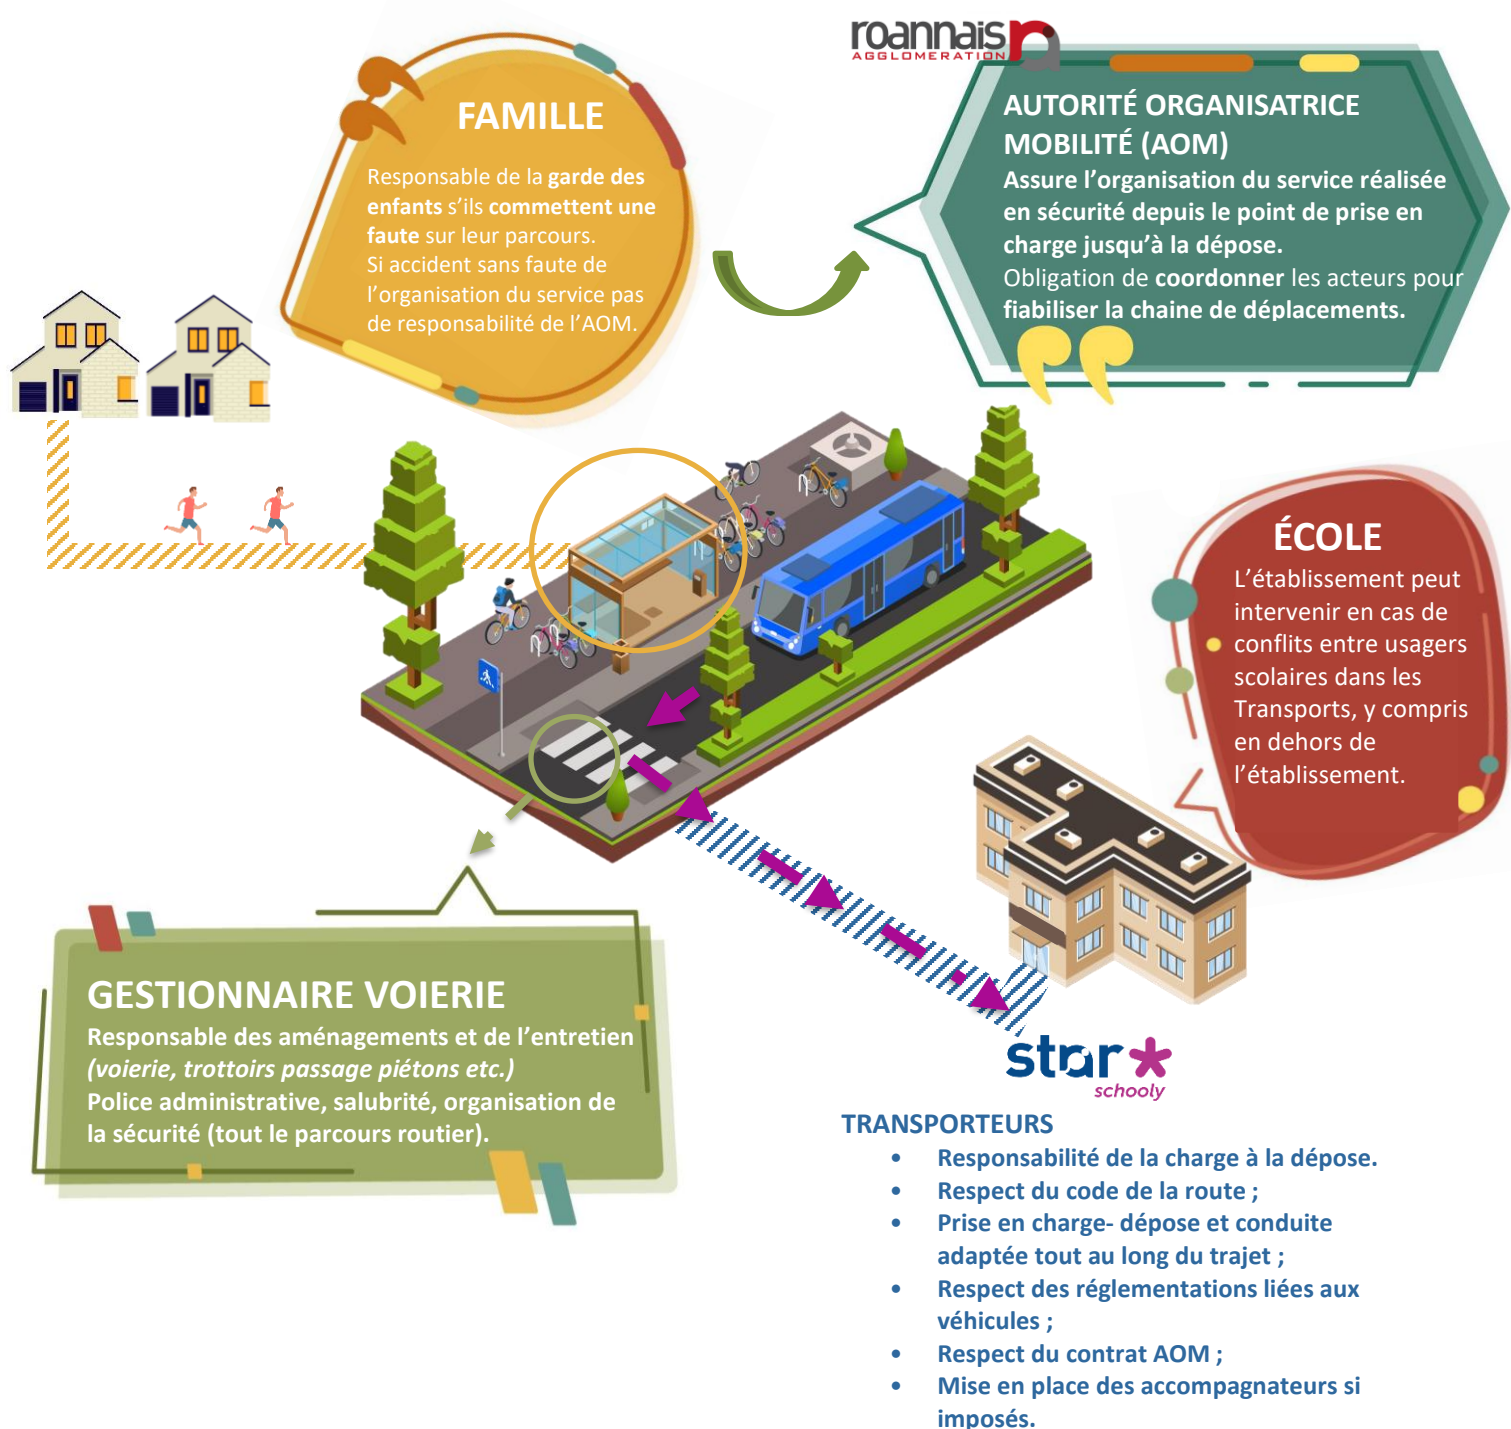 FAMILLE
Responsable de la garde des
enfants s’ils commettent une
faute sur leur parcours.
Si accident sans faute de
l’organisation du service pas
de responsabilité de l’AOM.
roannais
AGGLOMERATION
AUTORITÉ ORGANISATRICE
MOBILITÉ (AOM)
Assure l’organisation du service réalisée
en sécurité depuis le point de prise en
charge jusqu’à la dépose.
Obligation de coordonner les acteurs pour
fiabiliser la chaine de déplacements.
ÉCOLE
L’établissement peut
intervenir en cas de
conflits entre usagers
scolaires dans les
Transports, y compris
en dehors de
l’établissement.
GESTIONNAIRE VOIERIE
Responsable des aménagements et de l’entretien
(voierie, trottoirs passage piétons etc.)
Police administrative, salubrité, organisation de
la sécurité (tout le parcours routier).
star
schooly
TRANSPORTEURS
• Responsabilité de la charge à la dépose.
• Respect du code de la route ;
• Prise en charge- dépose et conduite
adaptée tout au long du trajet ;
• Respect des réglementations liées aux
véhicules ;
• Respect du contrat AOM ;
• Mise en place des accompagnateurs si
imposés.